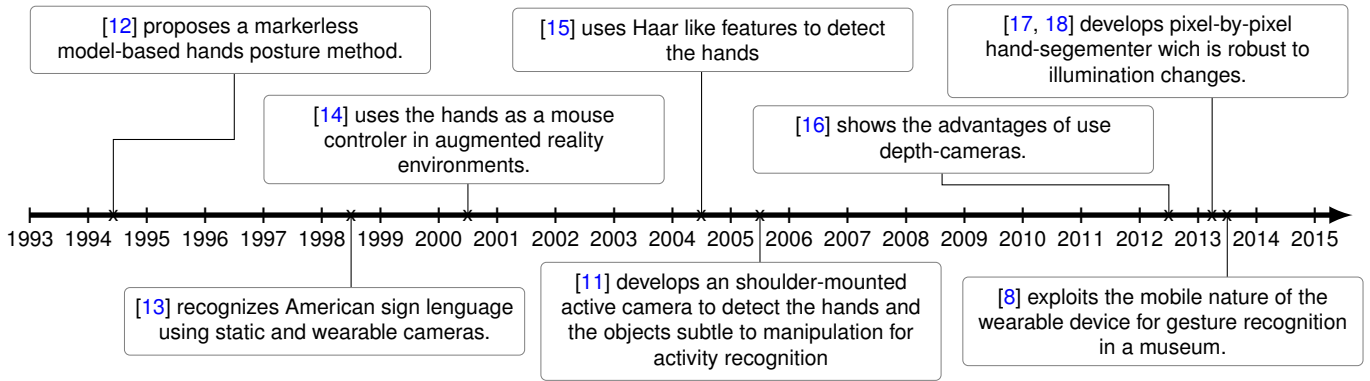 [12] proposes a markerless
model-based hands posture method.
[15] uses Haar like features to detect
the hands
[17, 18] develops pixel-by-pixel
hand-segementer wich is robust to
illumination changes.
[14] uses the hands as a mouse
controler in augmented reality
environments.
[16] shows the advantages of use
depth-cameras.
1993 1994 1995 1996 1997 1998 1999 2000 2001 2002 2003 2004 2005 2006 2007 2008 2009 2010 2011 2012 2013 2014 2015
[13] recognizes American sign lenguage
using static and wearable cameras.
[11] develops an shoulder-mounted
active camera to detect the hands and
the objects subtle to manipulation for
activity recognition
[8] exploits the mobile nature of the
wearable device for gesture recognition
in a museum.